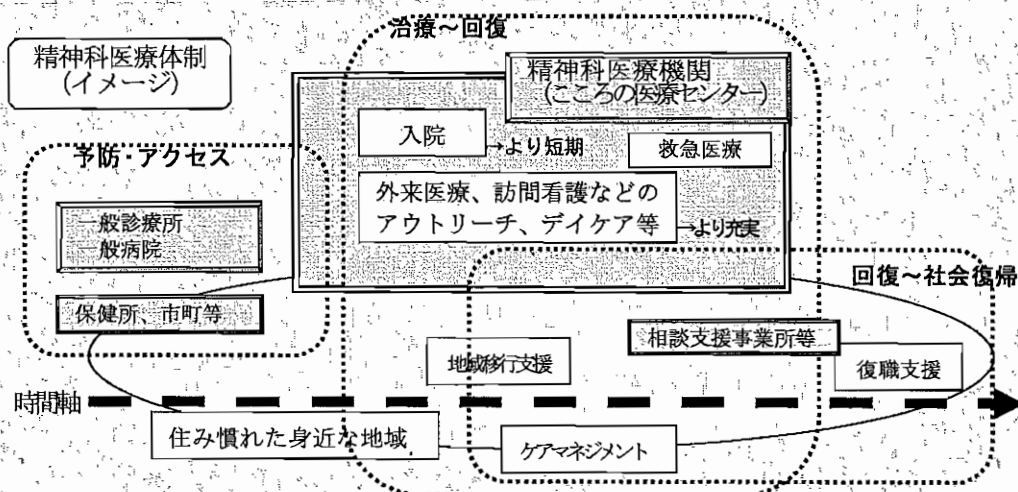 治療～回復
精神科医療体制
(イメージ)
精神科医療機関
(こころの医療センター)
入院
→より短期
救急医療
予防・アクセス
外来医療、訪問看護などの
アウトリーチ、デイケア等
→より充実
一般診療所
一般病院
回復～社会復帰
保健所、市町等
相談支援事業所等
地域移行支援
復職支援
時間軸
住み慣れた身近な地域
ケアマネジメント